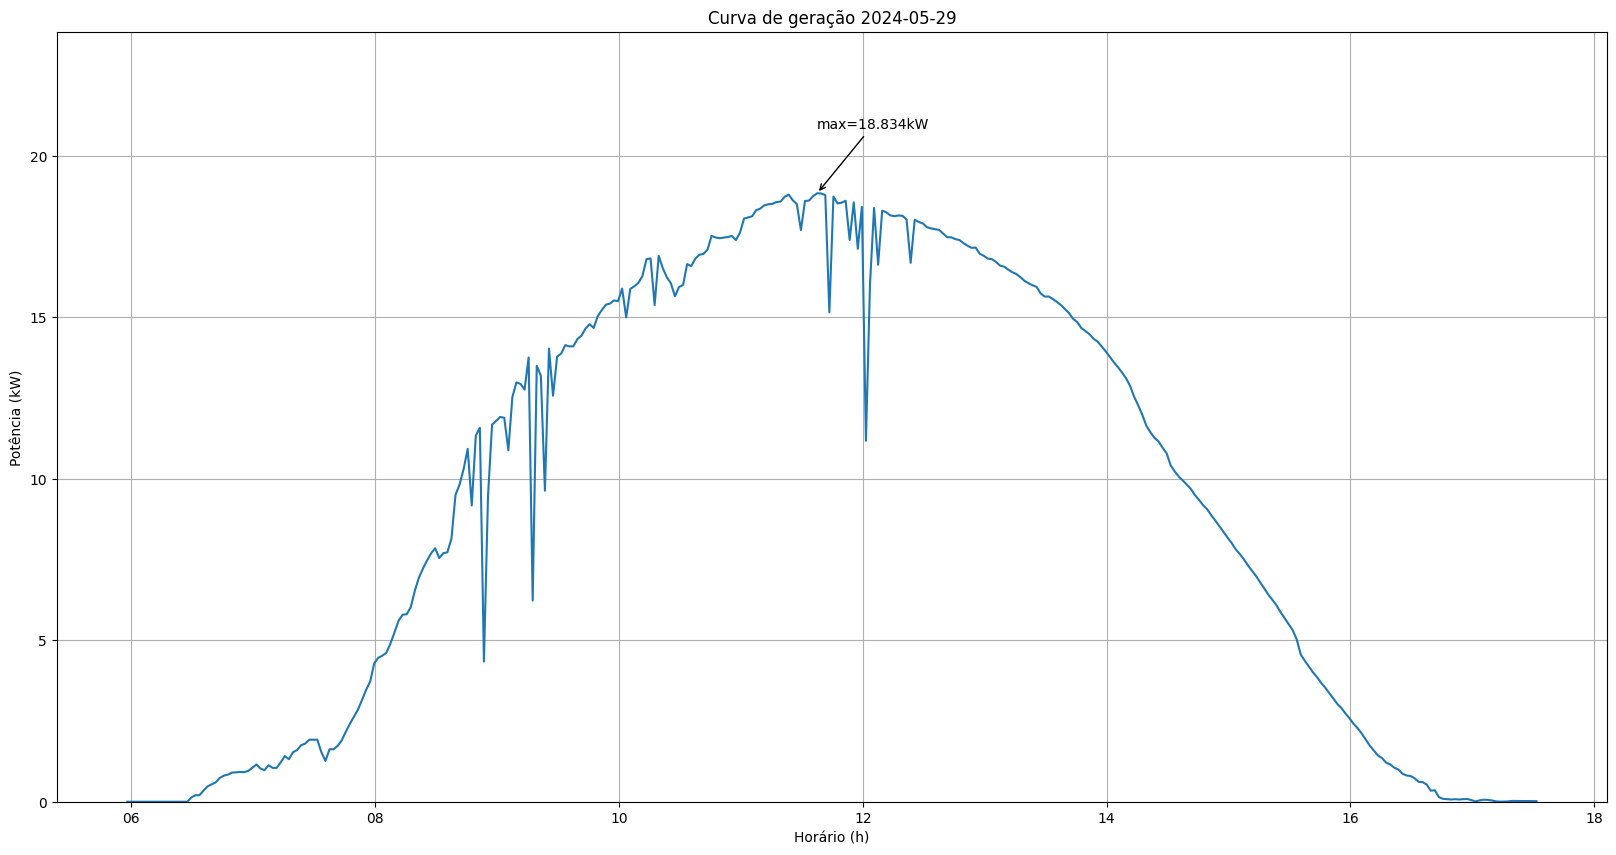 Curva de geração 2024-05-29
max=18.834kW
20
15
10
5
0
Potência (kW)
06 08 10 12 14 16 18
Horário (h)